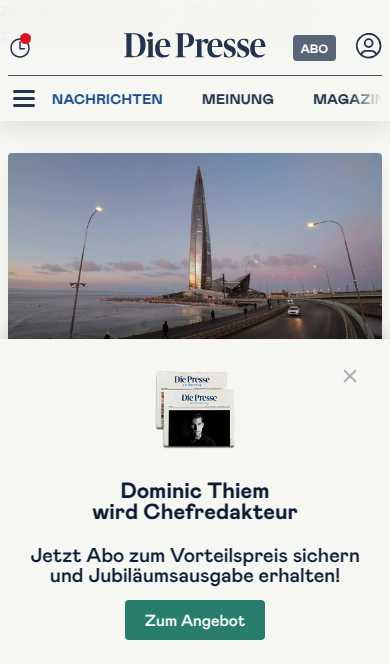 Die Presse
ABO
NACHRICHTEN
MEINUNG
MAGAZIN
Die Presse
Die Presse
Dominic Thiem
wird Chefredakteur
Jetzt Abo zum Vorteilspreis sichern
und Jubiläumsausgabe erhalten!
Zum Angebot